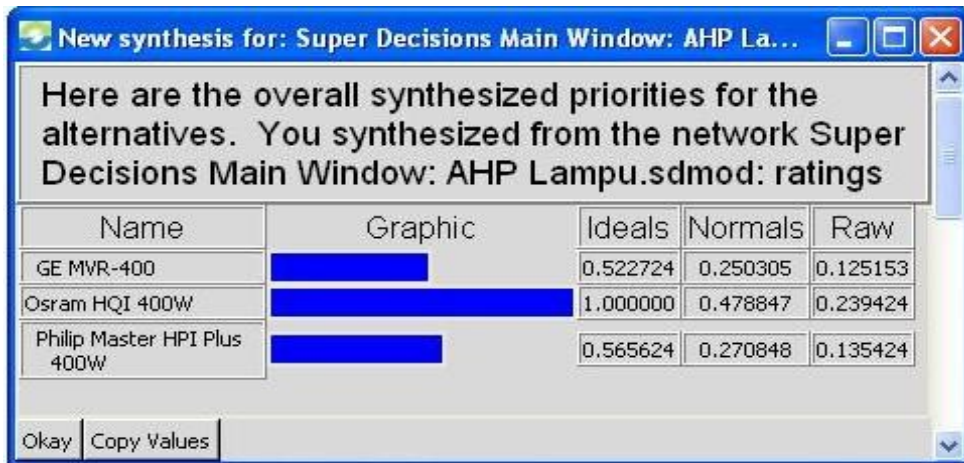 New synthesis for: Super Decisions Main Window: AHP La...
Here are the overall synthesized priorities for the
alternatives. You synthesized from the network Super
Decisions Main Window: AHP Lampu.sdmod: ratings
Name Graphic Ideals Normals Raw
GE MVR-400 0.522724 0.250305 0.125153
Osram HQI 400W 1.000000 0.478847 0.239424
Philip Master HPI Plus
400W 0.565624 0.270848 0.135424
Okay Copy Values